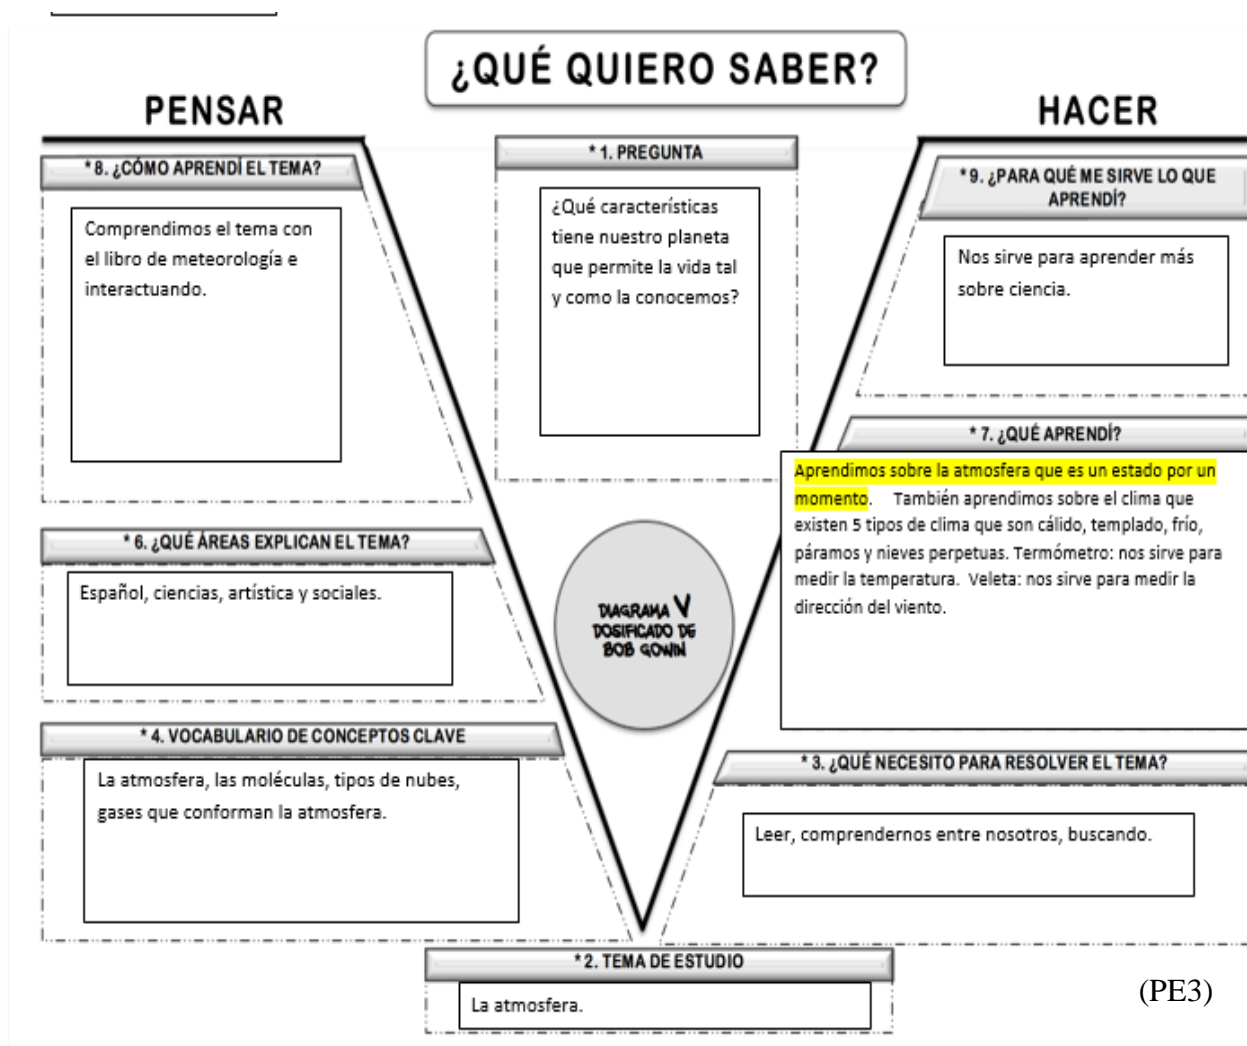 ¿QUÉ QUIERO SABER?
PENSAR
HACER
* 8. ¿CÓMO APRENDÍ EL TEMA?
Comprendimos el tema con
el libro de meteorología e
interactuando.
* 1. PREGUNTA
¿Qué características
tiene nuestro planeta
que permite la vida tal
y como la conocemos?
* 9. ¿PARA QUÉ ME SIRVE LO QUE
APRENDÍ?
Nos sirve para aprender más
sobre ciencia.
* 7. ¿QUÉ APRENDÍ?
Aprendimos sobre la atmosfera que es un estado por un
momento. También aprendimos sobre el clima que
existen 5 tipos de clima que son cálido, templado, frío,
páramos y nieves perpetuas. Termómetro: nos sirve para
medir la temperatura. Veleta: nos sirve para medir la
dirección del viento.
* 6. ¿QUÉ ÁREAS EXPLICAN EL TEMA?
Español, ciencias, artística y sociales.
DIAGRAMA V
DOSIFICADO DE
BOB GOWIN
* 4. VOCABULARIO DE CONCEPTOS CLAVE
La atmosfera, las moléculas, tipos de nubes,
gases que conforman la atmosfera.
* 3. ¿QUÉ NECESITO PARA RESOLVER EL TEMA?
Leer, comprendernos entre nosotros, buscando.
* 2. TEMA DE ESTUDIO
La atmosfera.
(PE3)